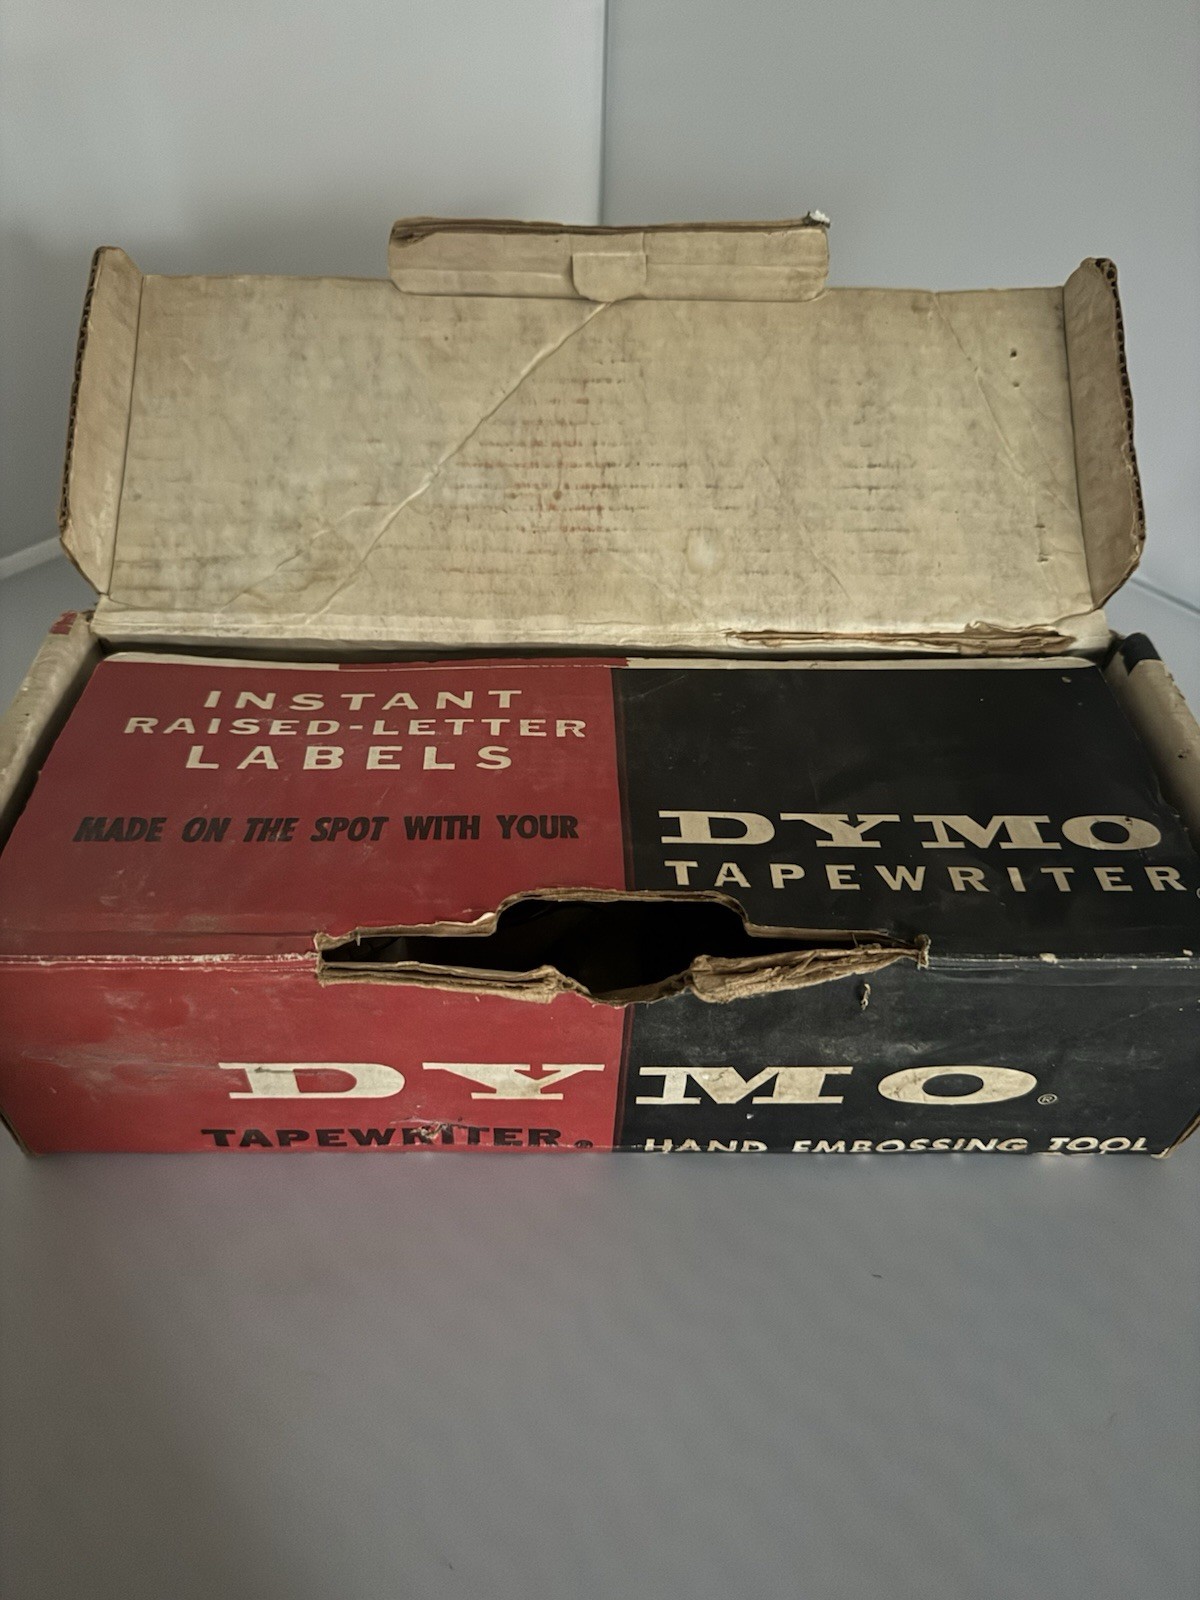 INSTANT
RAISED-LETTER
LABELS
MADE ON THE SPOT WITH YOUR
DYMO
TAPEWRITER
DYMO®
TAPEWRITER®
HAND EMBOSSING TOOL